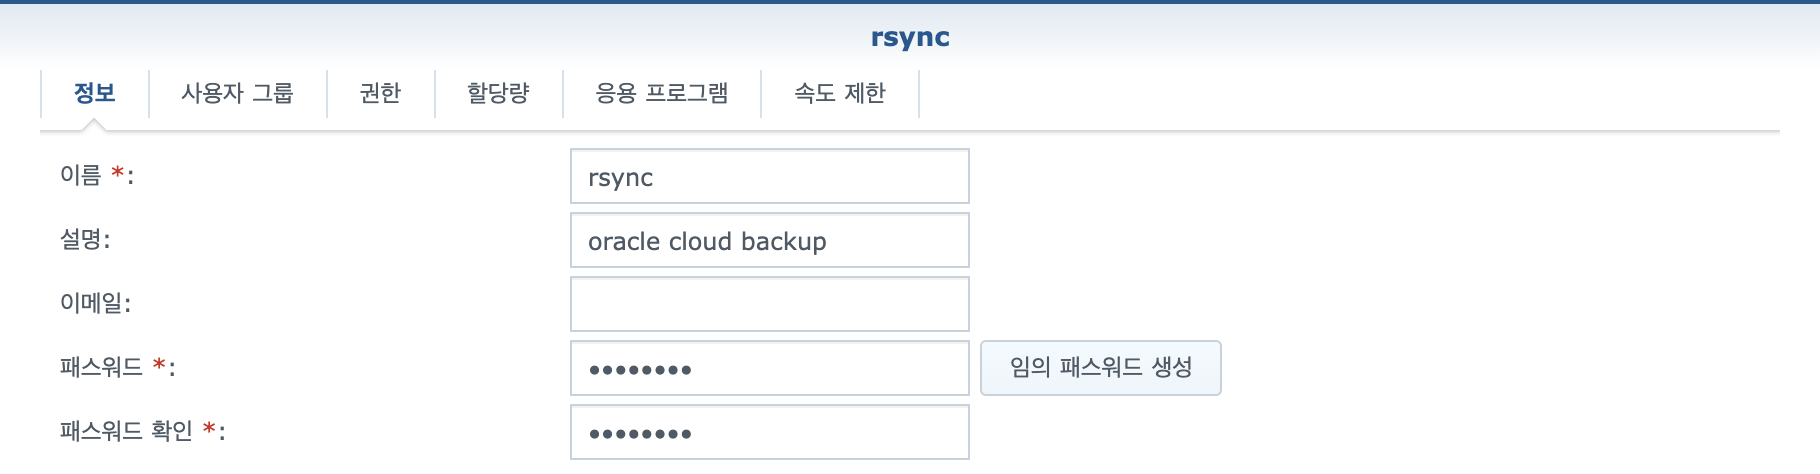 rsync
정보 사용자 그룹 권한 할당량 응용 프로그램 속도 제한
이름 *: rsync
설명: oracle cloud backup
이메일:
패스워드 *: •••••••• 임의 패스워드 생성
패스워드 확인 *: ••••••••